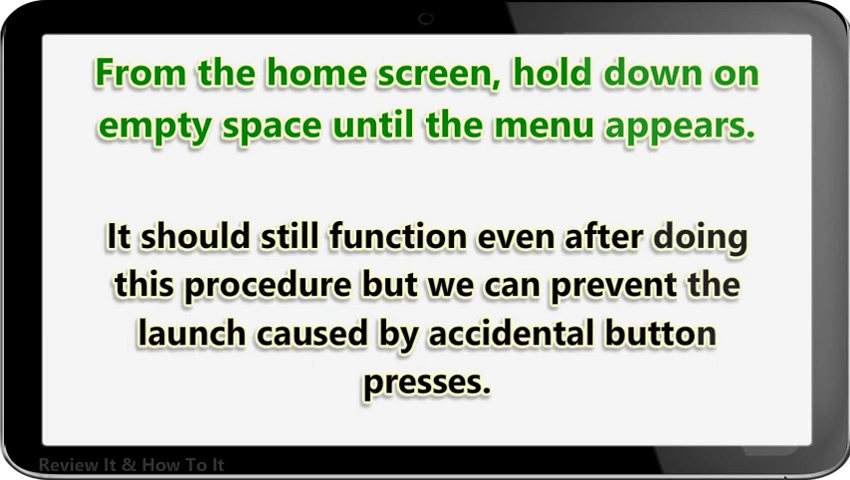 From the home screen, hold down on
empty space until the menu appears.
It should still function even after doing
this procedure but we can prevent the
launch caused by accidental button
presses.
Review It & How To It